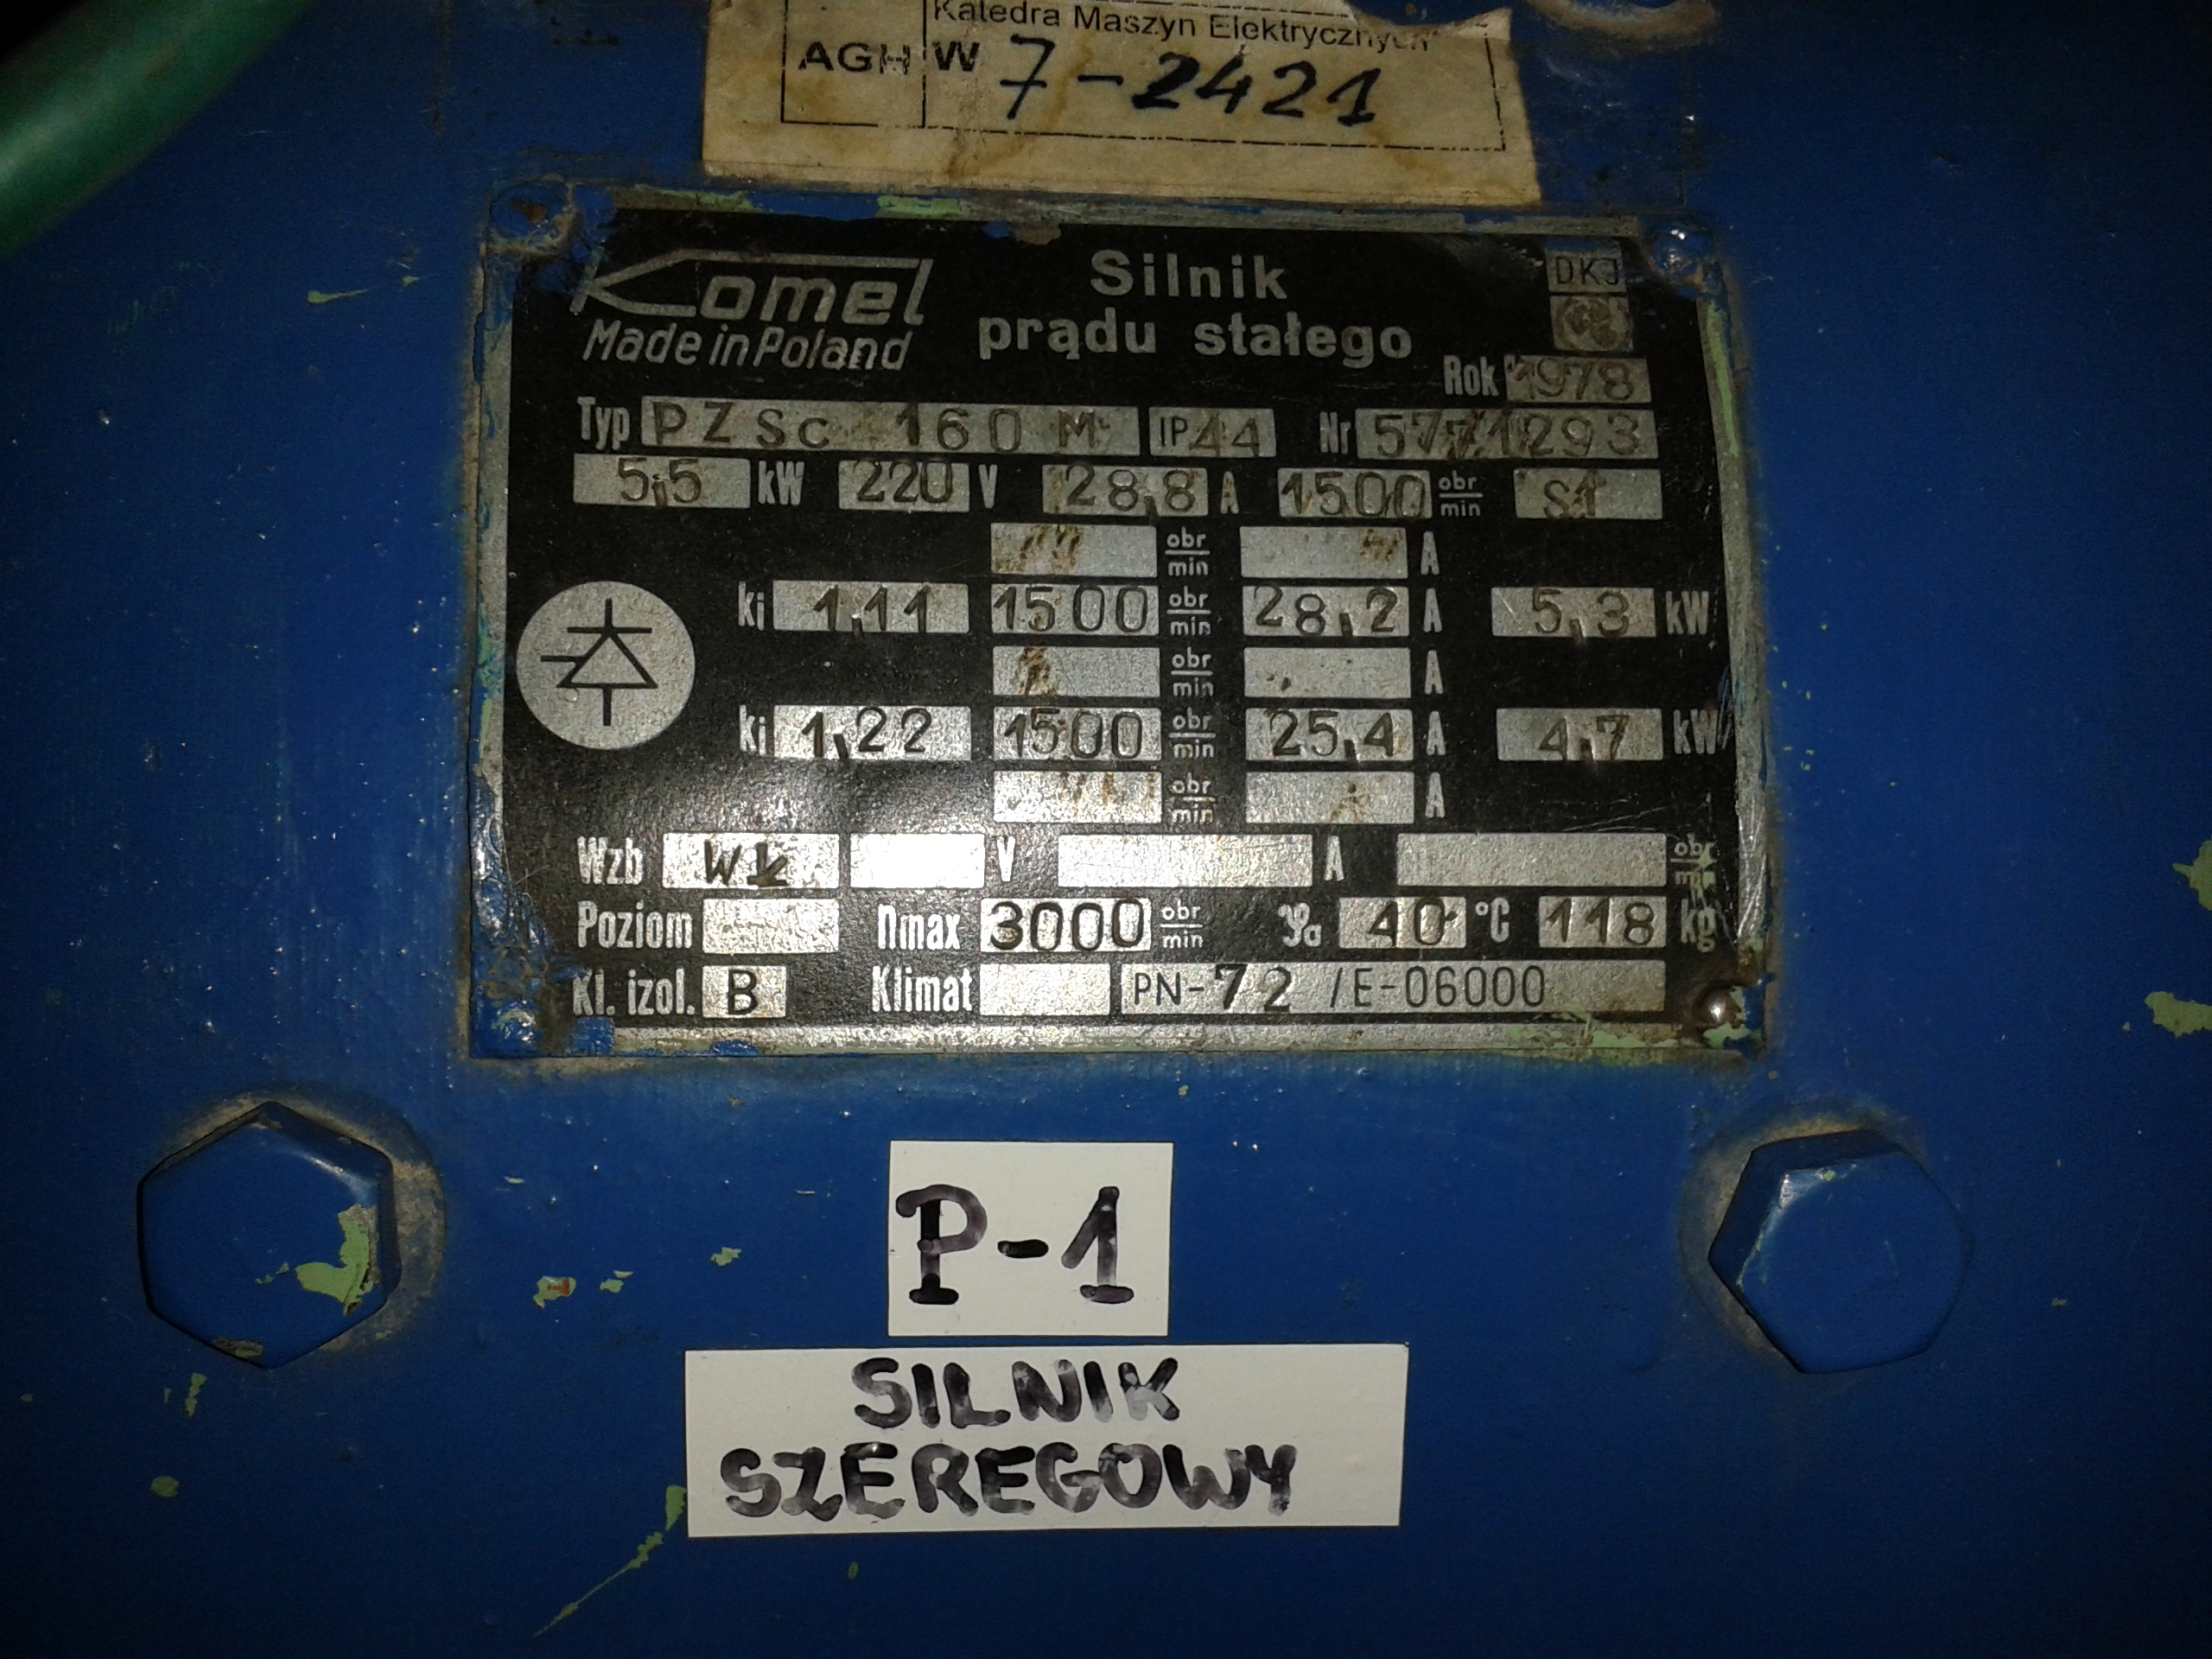 Katedra Maszyn Elektrycznych
AGH W 7-2421
Komel
Made in Poland
Silnik
prądu stałego
DKJ
Rok 1978
Typ PZSc 160 M IP44 Nr 5771293
5,5 kW 220 V 28,8 A 1500 obr/min S1
obr/min A
ki 1,11 1500 obr/min 28,2 A 5,3 kW
obr/min A
ki 1,22 1500 obr/min 25,4 A 4,7 kW
obr/min A
Wzb V A obr/min
Poziom nmax 3000 obr/min ϑa 40 °C 118 kg
Kl. izol. B Klimat PN-72 /E-06000
P-1
SILNIK
SZEREGOWY